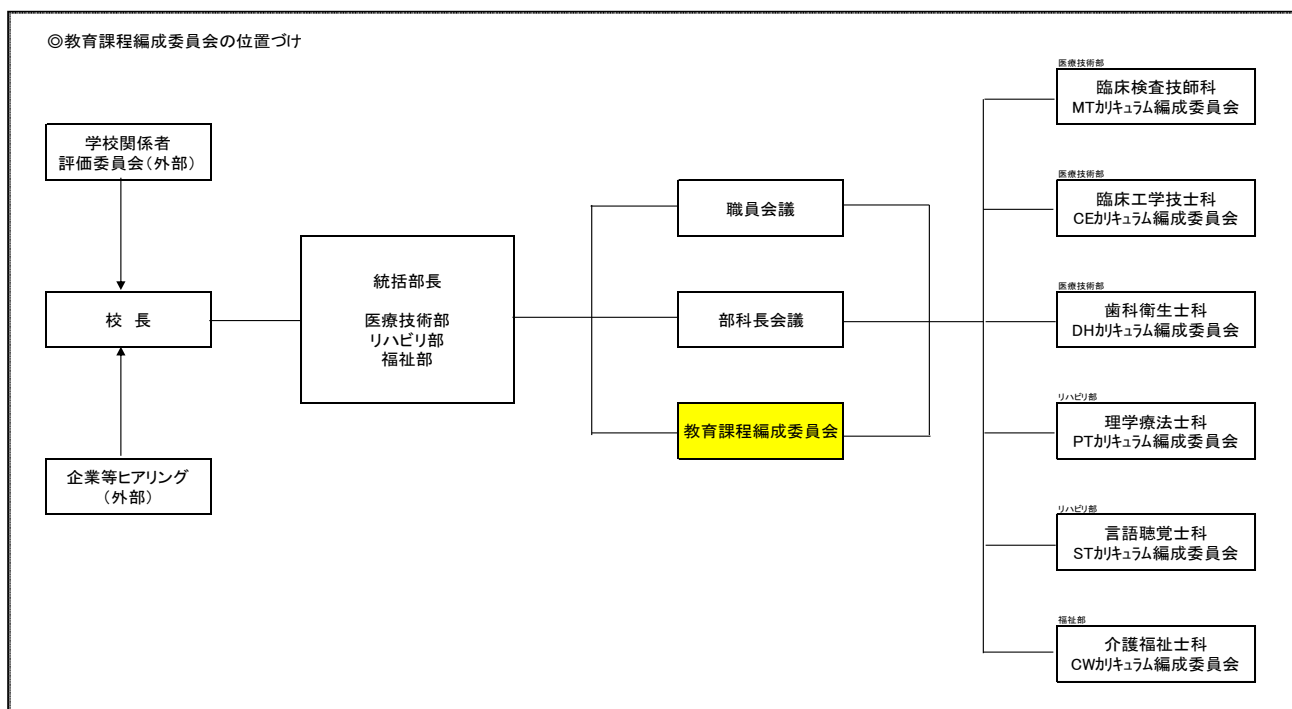 ◎教育課程編成委員会の位置づけ
学校関係者
評価委員会（外部）
校 長
企業等ヒアリング
（外部）
統括部長
医療技術部
リハビリ部
福祉部
職員会議
部科長会議
教育課程編成委員会
医療技術部
臨床検査技師科
MTｶﾘｷｭﾗﾑ編成委員会
医療技術部
臨床工学技士科
CEｶﾘｷｭﾗﾑ編成委員会
医療技術部
歯科衛生士科
DHｶﾘｷｭﾗﾑ編成委員会
リハビリ部
理学療法士科
PTｶﾘｷｭﾗﾑ編成委員会
リハビリ部
言語聴覚士科
STｶﾘｷｭﾗﾑ編成委員会
福祉部
介護福祉士科
CWｶﾘｷｭﾗﾑ編成委員会